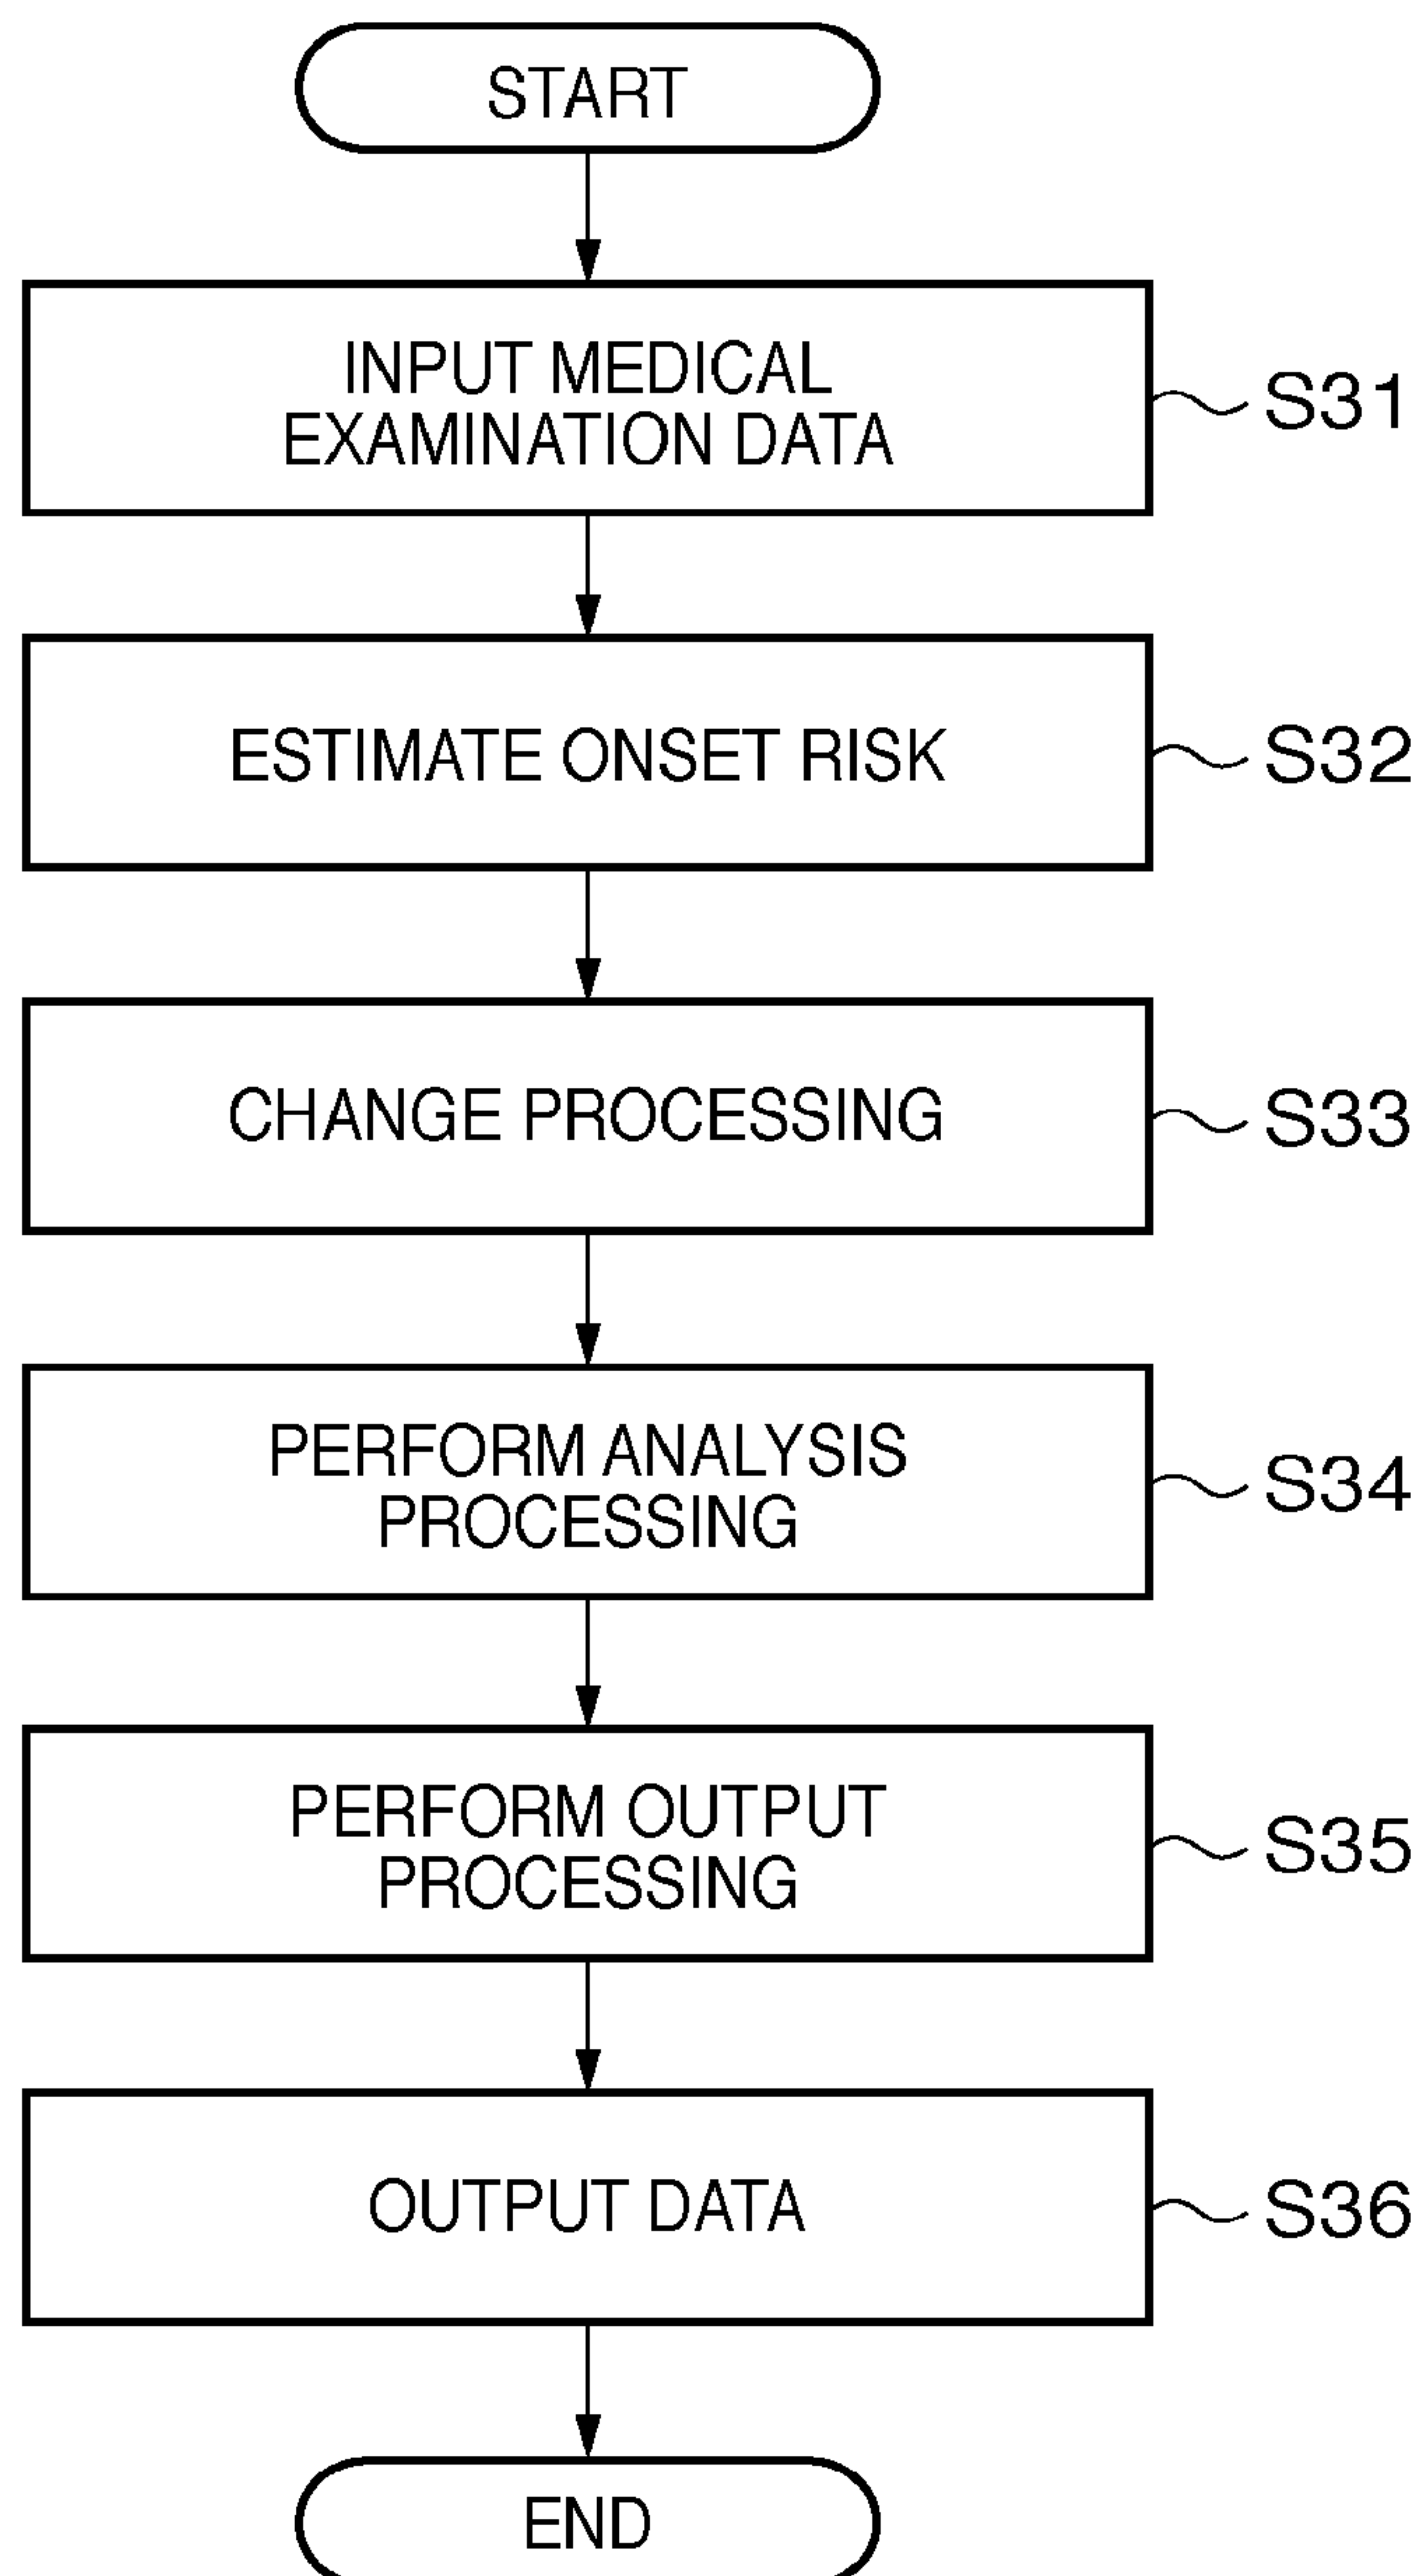 START
INPUT MEDICAL
EXAMINATION DATA
S31
ESTIMATE ONSET RISK
S32
CHANGE PROCESSING
S33
PERFORM ANALYSIS
PROCESSING
S34
PERFORM OUTPUT
PROCESSING
S35
OUTPUT DATA
S36
END